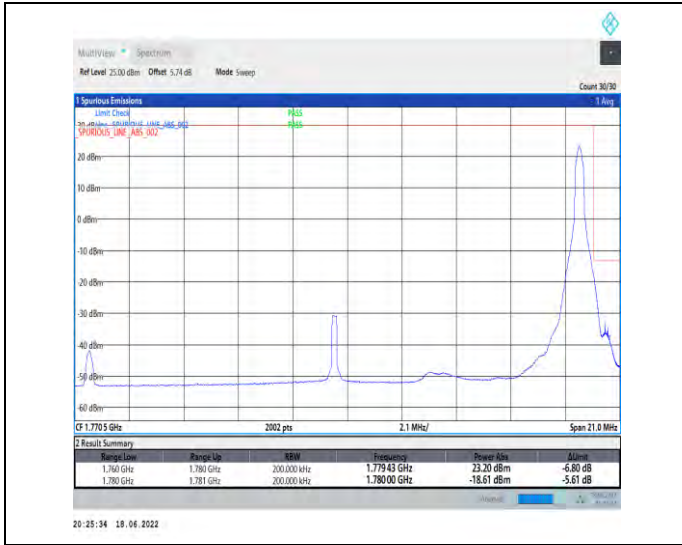 MultiView Spectrum
Ref Level 25.00 dBm Offset 5.74 dB Mode Sweep
Count 30/30
1 Spurious Emissions 1 Avg
Limit Check PASS
SPURIOUS_LINE_ABS_002 PASS
SPURIOUS_LINE_ABS_002
20 dBm
10 dBm
0 dBm
-10 dBm
-20 dBm
-30 dBm
-40 dBm
-50 dBm
-60 dBm
CF 1.7705 GHz 2002 pts 2.1 MHz/ Span 21.0 MHz
2 Result Summary
Range Low Range Up RBW Frequency Power Abs ΔLimit
1.760 GHz 1.780 GHz 200.000 kHz 1.77943 GHz 23.20 dBm -6.80 dB
1.780 GHz 1.781 GHz 200.000 kHz 1.78000 GHz -18.61 dBm -5.61 dB
20:25:34 18.06.2022